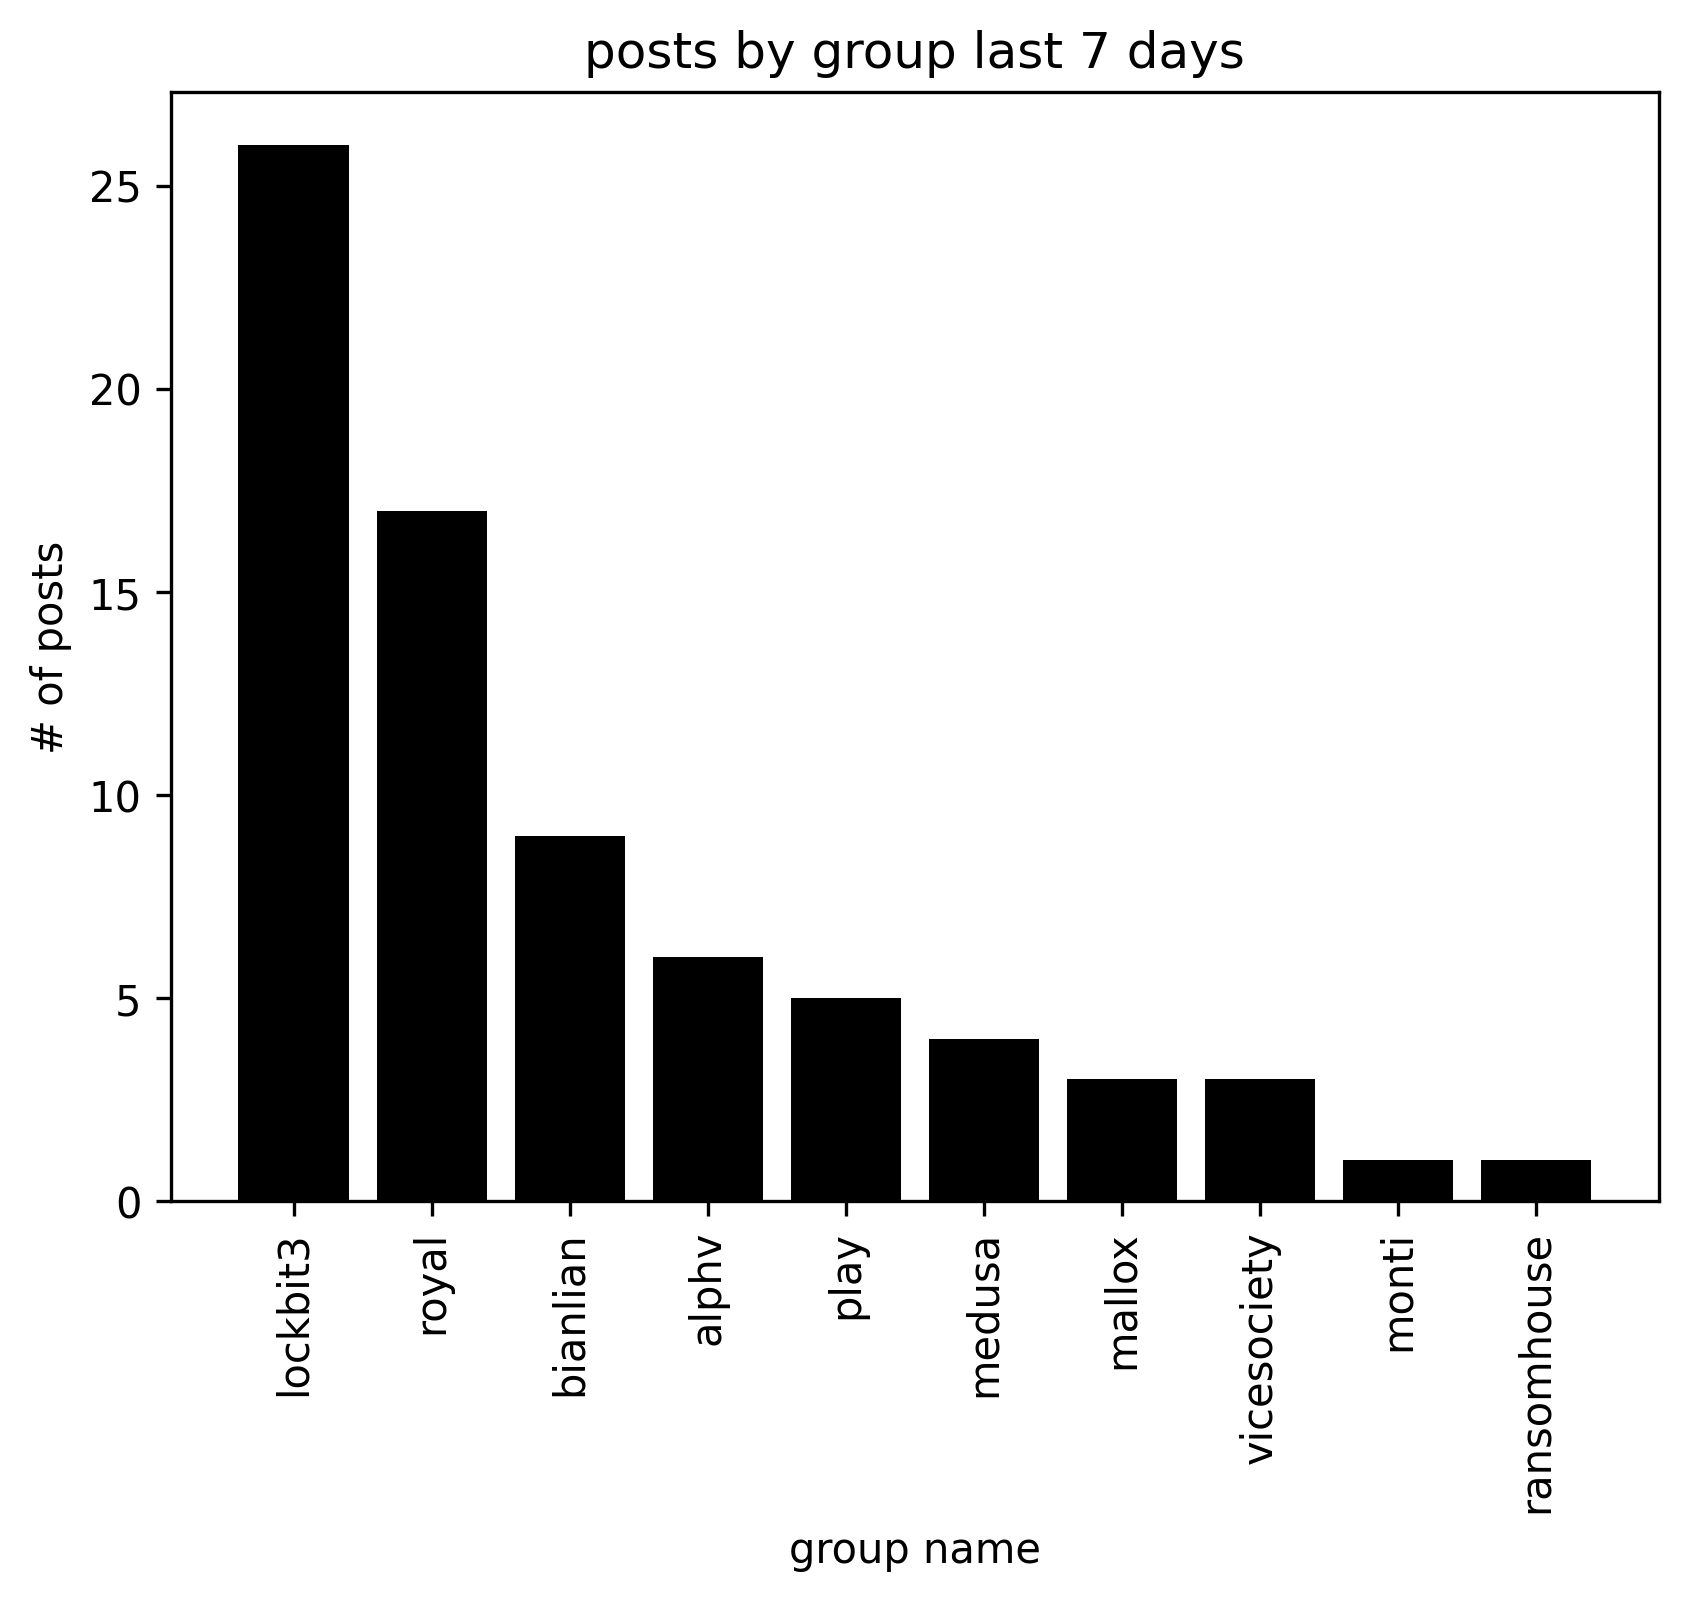 posts by group last 7 days
25
20
15
10
5
0
# of posts
lockbit3
royal
bianlian
alphv
play
medusa
mallox
vicesociety
monti
ransomhouse
group name